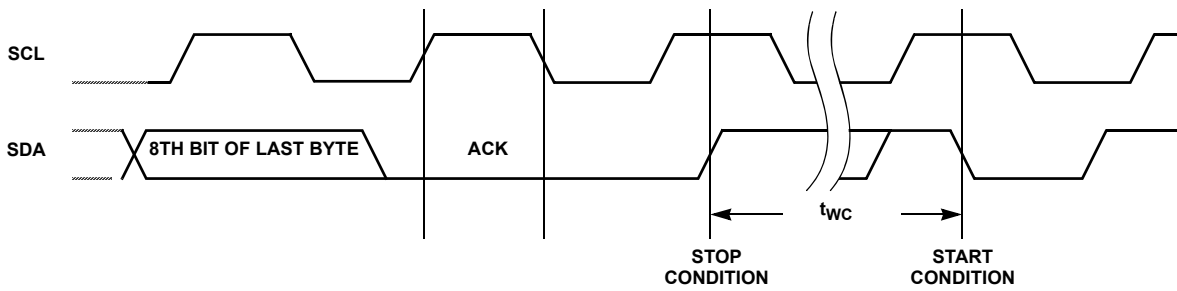 SCL
SDA
8TH BIT OF LAST BYTE
ACK
tWC
STOP
CONDITION
START
CONDITION